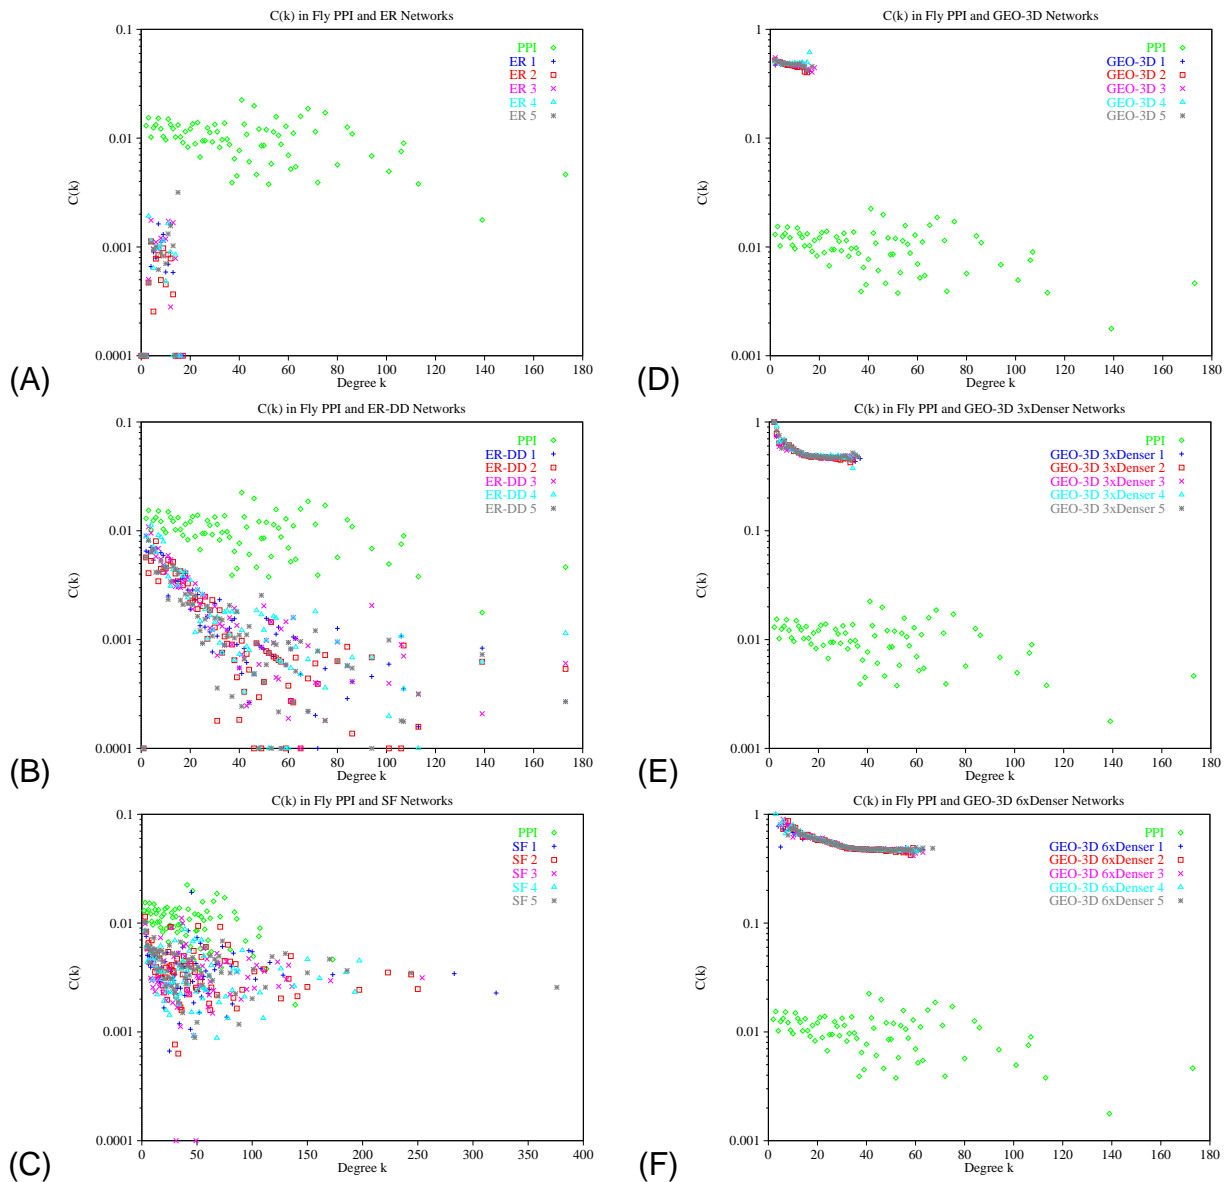 C(k) in Fly PPI and ER Networks
0.1
0.01
0.001
0.0001
C(k)
PPI
ER 1
ER 2
ER 3
ER 4
ER 5
0 20 40 60 80 100 120 140 160 180
Degree k
(A)
C(k) in Fly PPI and ER-DD Networks
0.1
0.01
0.001
0.0001
C(k)
PPI
ER-DD 1
ER-DD 2
ER-DD 3
ER-DD 4
ER-DD 5
0 20 40 60 80 100 120 140 160 180
Degree k
(B)
C(k) in Fly PPI and SF Networks
0.1
0.01
0.001
0.0001
C(k)
PPI
SF 1
SF 2
SF 3
SF 4
SF 5
0 50 100 150 200 250 300 350 400
Degree k
(C)
C(k) in Fly PPI and GEO-3D Networks
1
0.1
0.01
0.001
C(k)
PPI
GEO-3D 1
GEO-3D 2
GEO-3D 3
GEO-3D 4
GEO-3D 5
0 20 40 60 80 100 120 140 160 180
Degree k
(D)
C(k) in Fly PPI and GEO-3D 3xDenser Networks
1
0.1
0.01
0.001
C(k)
PPI
GEO-3D 3xDenser 1
GEO-3D 3xDenser 2
GEO-3D 3xDenser 3
GEO-3D 3xDenser 4
GEO-3D 3xDenser 5
0 20 40 60 80 100 120 140 160 180
Degree k
(E)
C(k) in Fly PPI and GEO-3D 6xDenser Networks
1
0.1
0.01
0.001
C(k)
PPI
GEO-3D 6xDenser 1
GEO-3D 6xDenser 2
GEO-3D 6xDenser 3
GEO-3D 6xDenser 4
GEO-3D 6xDenser 5
0 20 40 60 80 100 120 140 160 180
Degree k
(F)